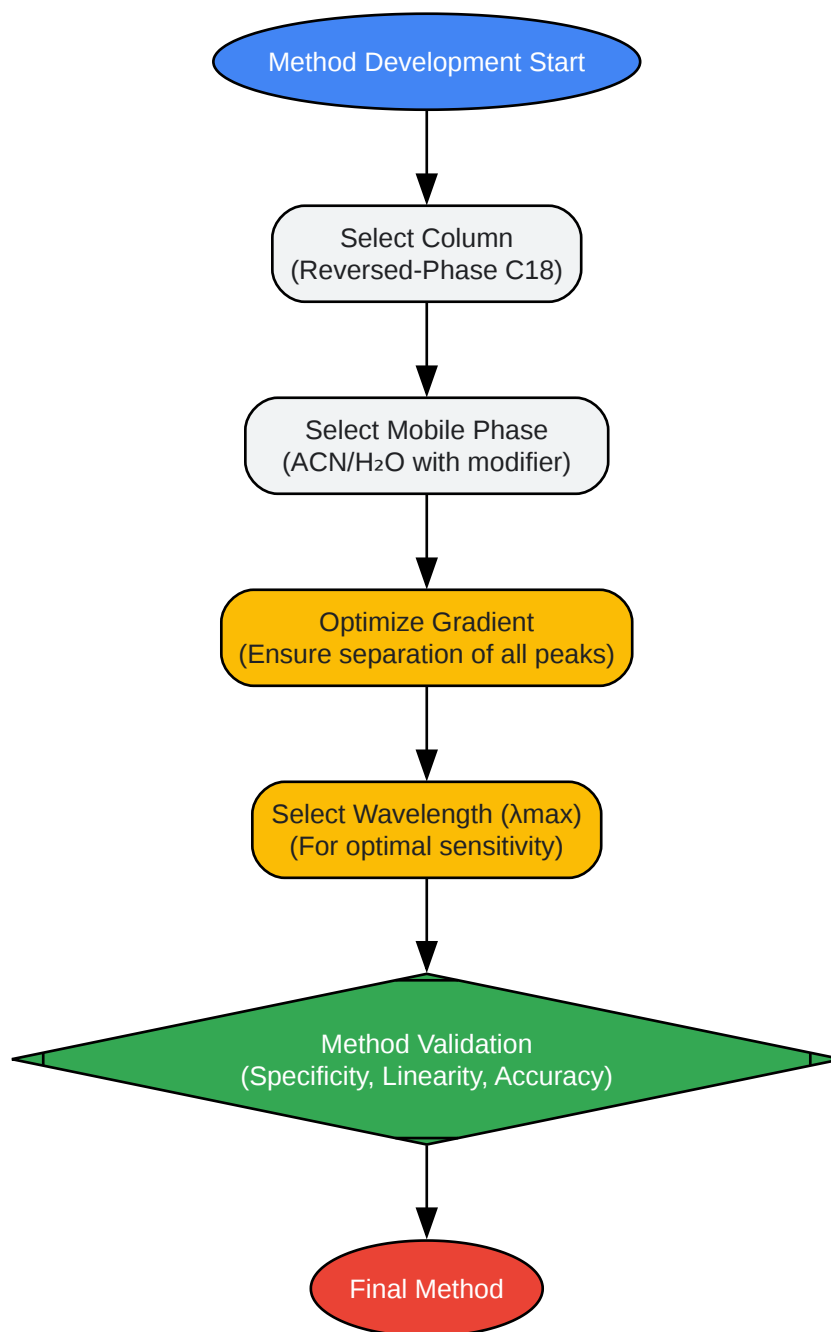 Method Development Start
Select Column
(Reversed-Phase C18)
Select Mobile Phase
(ACN/H₂O with modifier)
Optimize Gradient
(Ensure separation of all peaks)
Select Wavelength (λmax)
(For optimal sensitivity)
Method Validation
(Specificity, Linearity, Accuracy)
Final Method